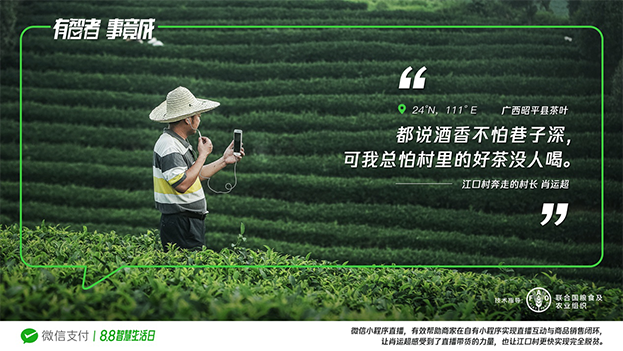 有智者 事竟成
24°N, 111°E 广西昭平县茶叶
都说酒香不怕巷子深,
可我总怕村里的好茶没人喝。
江口村奔走的村长 肖运超
技术指导
FAO
联合国粮食及
农业组织
微信支付 8.8智慧生活日
微信小程序直播，有效帮助商家在自有小程序实现直播互动与商品销售闭环，
让肖运超感受到了直播带货的力量，也让江口村更快实现完全脱贫。